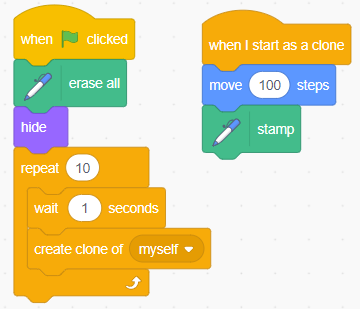 when clicked
erase all
hide
repeat 10
wait 1 seconds
create clone of myself
when I start as a clone
move 100 steps
stamp